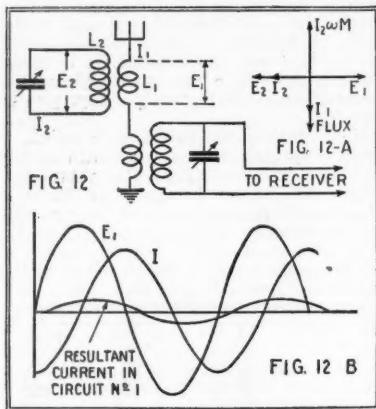 L₂
I₁
E₂
L₁
E₁
I₂
FIG. 12
I₂ωM
E₂ I₂
E₁
I₁
FLUX
FIG. 12-A
TO RECEIVER
E₁
I
RESULTANT
CURRENT IN
CIRCUIT Nº 1
FIG. 12 B